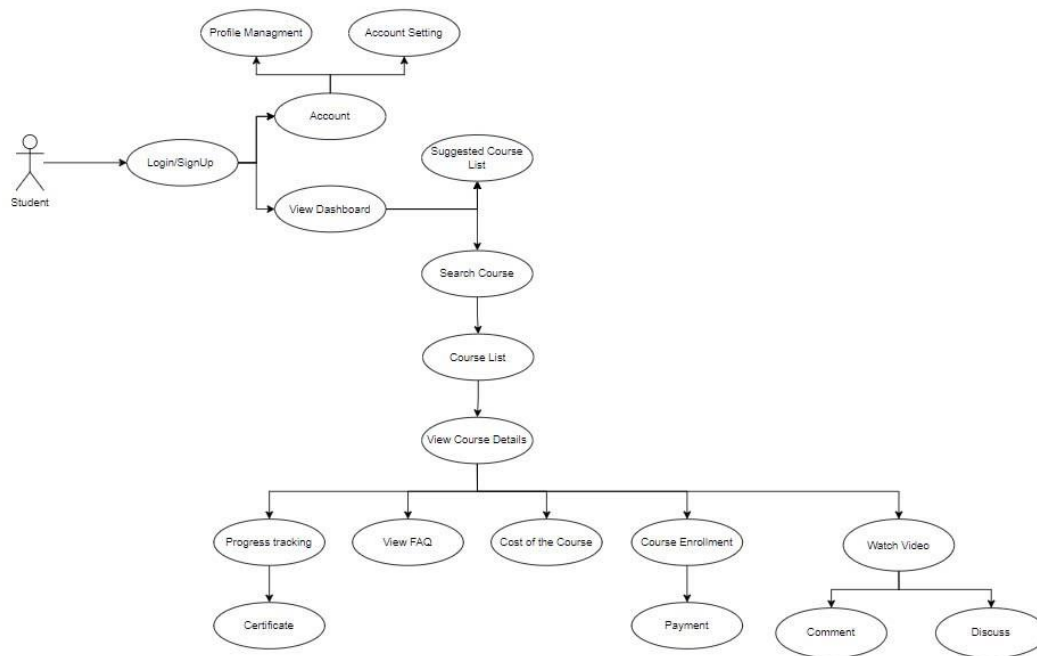 Profile Managment
Account Setting
Account
Login/SignUp
Student
Suggested Course
List
View Dashboard
Search Course
Course List
View Course Details
Progress tracking
View FAQ
Cost of the Course
Course Enrollment
Watch Video
Certificate
Payment
Comment
Discuss